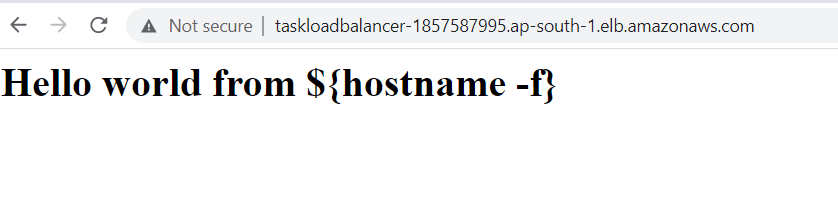 Not secure | taskloadbalancer-1857587995.ap-south-1.elb.amazonaws.com
Hello world from ${hostname -f}